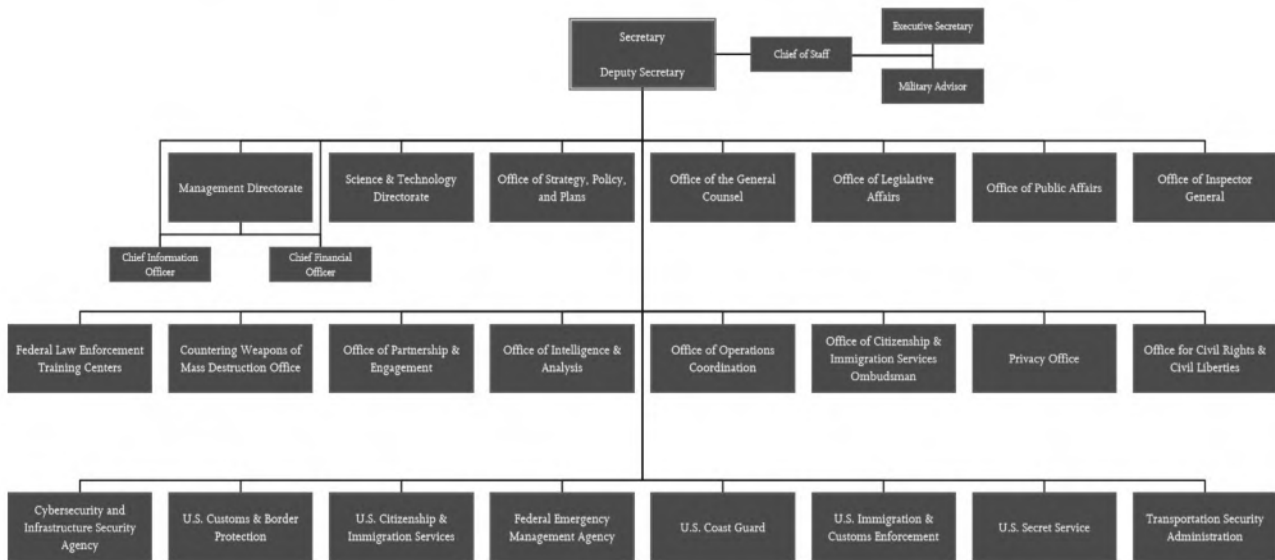 Secretary
Deputy Secretary
Chief of Staff
Executive Secretary
Military Advisor
Management Directorate
Science & Technology
Directorate
Office of Strategy, Policy,
and Plans
Office of the General
Counsel
Office of Legislative
Affairs
Office of Public Affairs
Office of Inspector
General
Chief Information
Officer
Chief Financial
Officer
Federal Law Enforcement
Training Centers
Countering Weapons of
Mass Destruction Office
Office of Partnership &
Engagement
Office of Intelligence &
Analysis
Office of Operations
Coordination
Office of Citizenship &
Immigration Services
Ombudsman
Privacy Office
Office for Civil Rights &
Civil Liberties
Cybersecurity and
Infrastructure Security
Agency
U.S. Customs & Border
Protection
U.S. Citizenship &
Immigration Services
Federal Emergency
Management Agency
U.S. Coast Guard
U.S. Immigration &
Customs Enforcement
U.S. Secret Service
Transportation Security
Administration